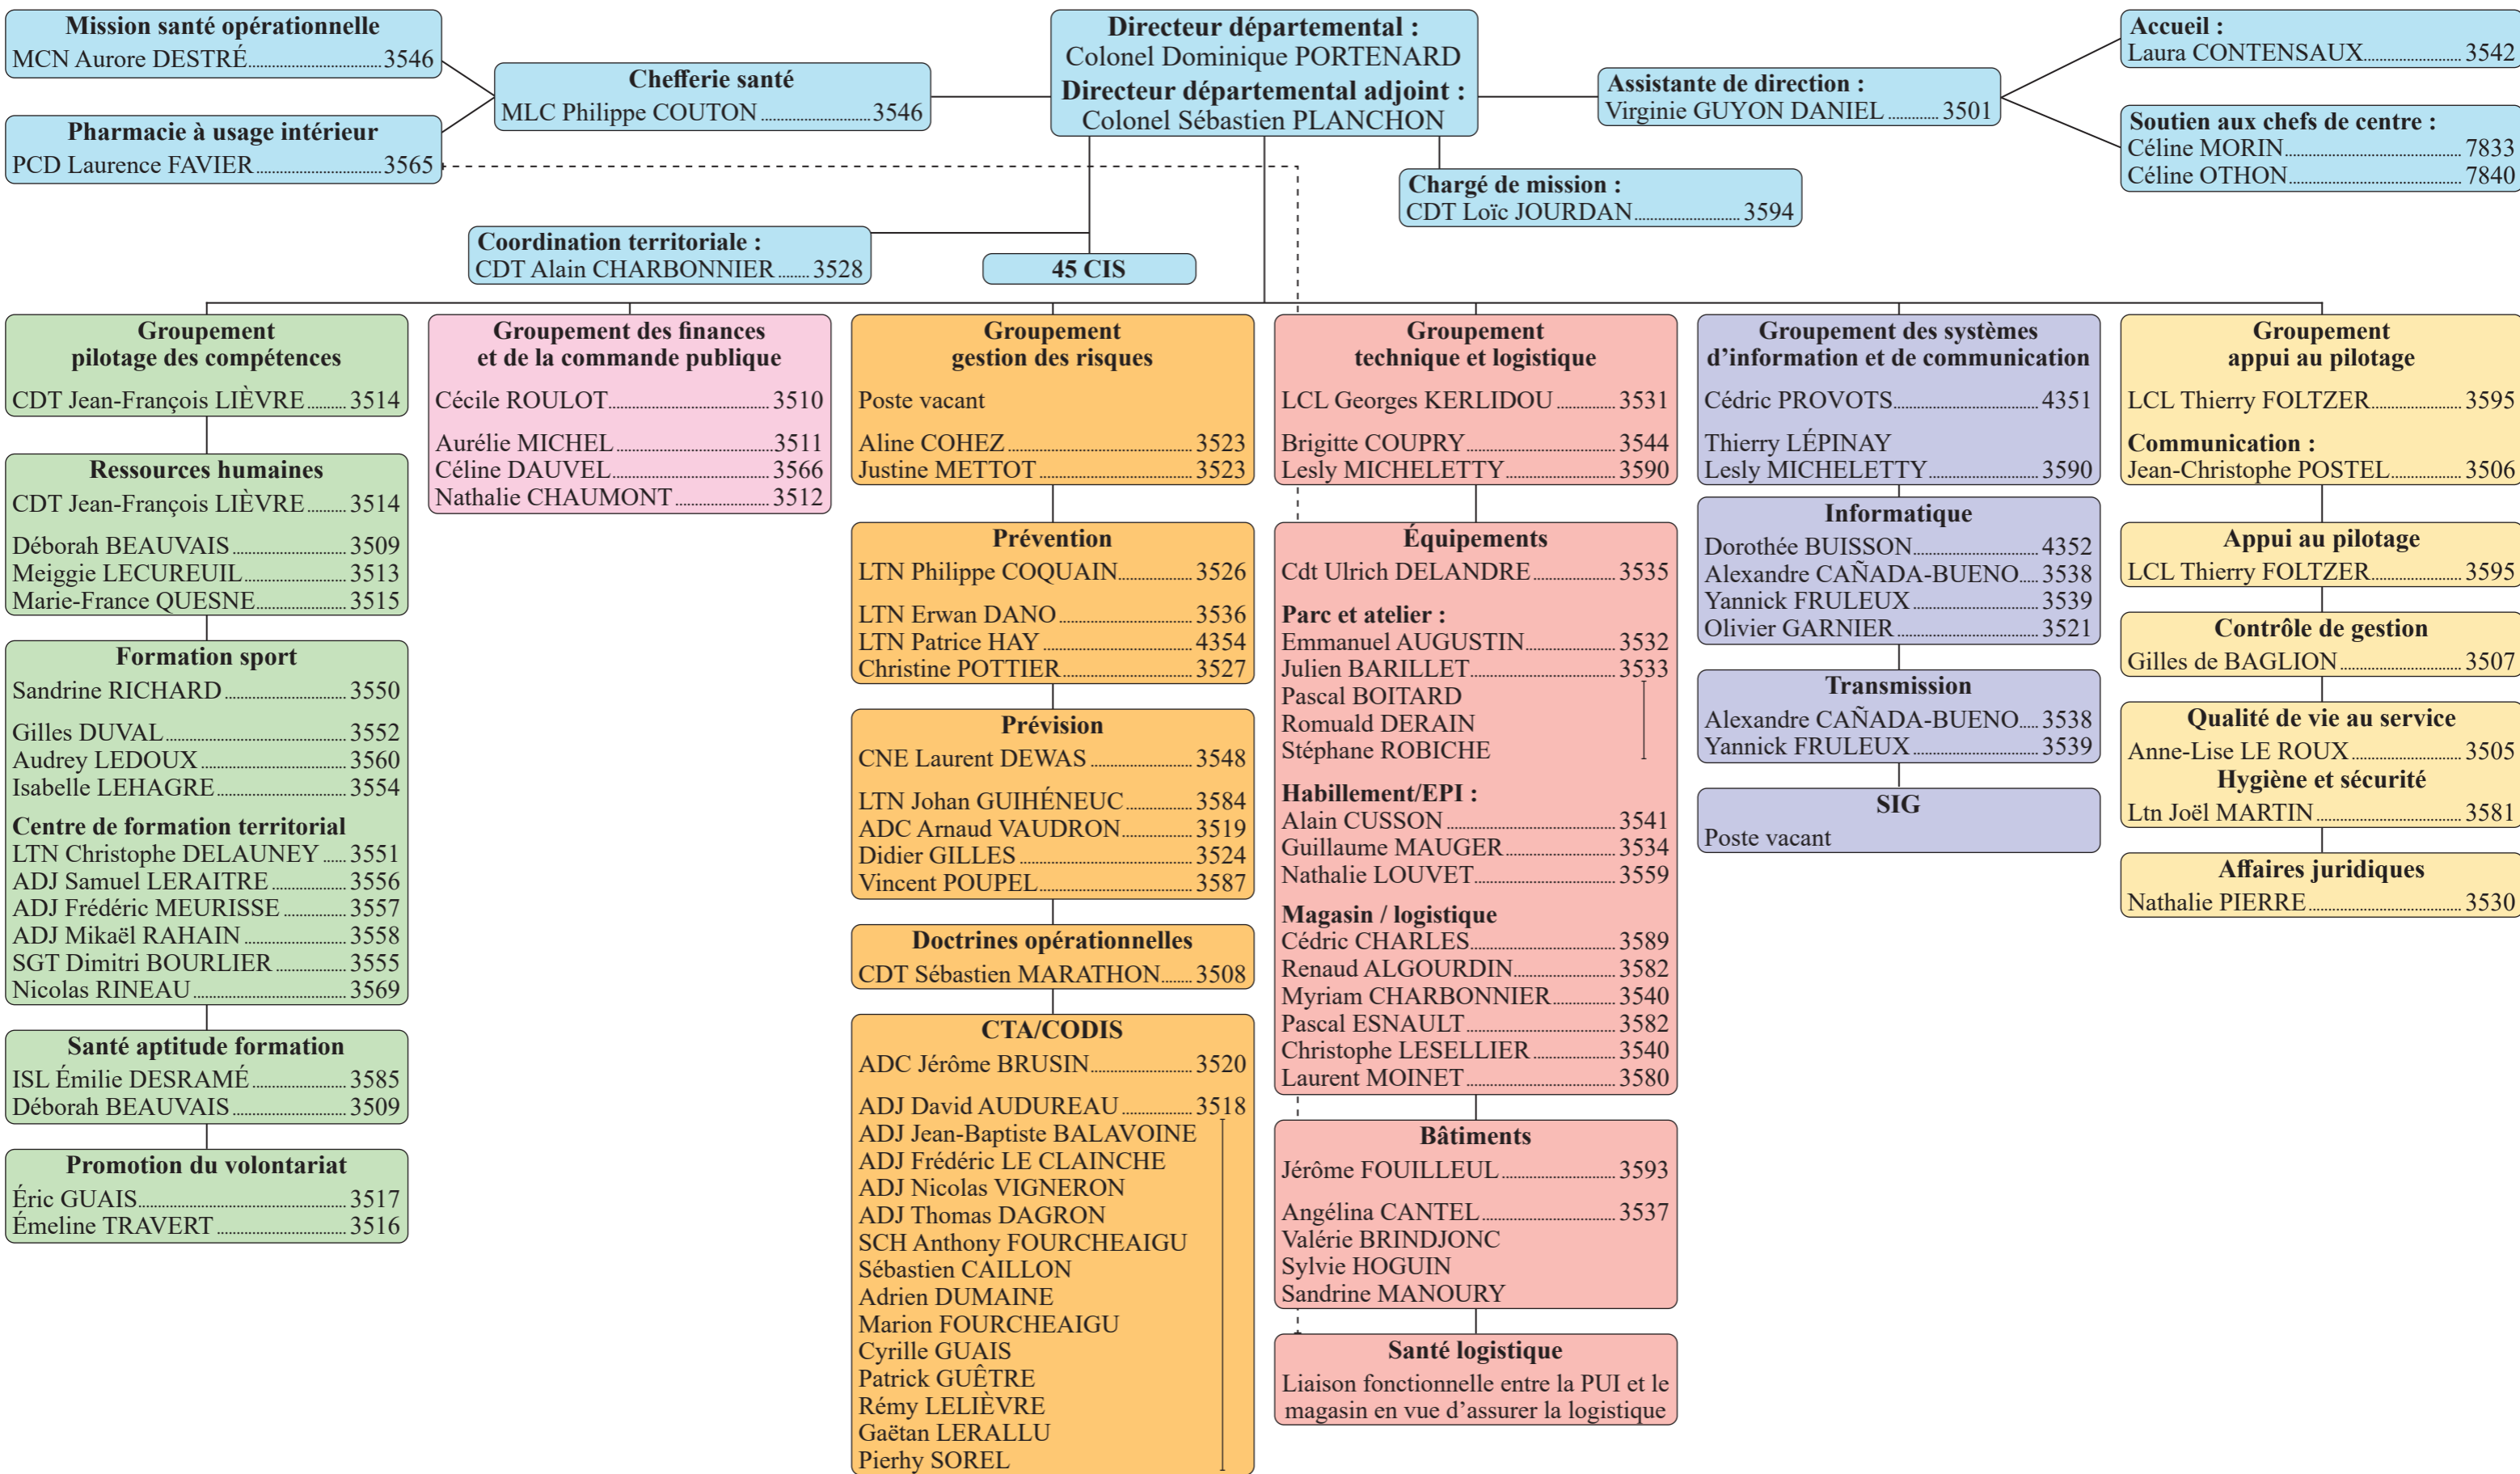 Mission santé opérationnelle
MCN Aurore DESTRÉ 3546
Pharmacie à usage intérieur
PCD Laurence FAVIER 3565
Chefferie santé
MLC Philippe COUTON 3546
Directeur départemental :
Colonel Dominique PORTENARD
Directeur départemental adjoint :
Colonel Sébastien PLANCHON
Assistante de direction :
Virginie GUYON DANIEL 3501
Accueil :
Laura CONTENSAUX 3542
Soutien aux chefs de centre :
Céline MORIN 7833
Céline OTHON 7840
Chargé de mission :
CDT Loïc JOURDAN 3594
Coordination territoriale :
CDT Alain CHARBONNIER 3528
45 CIS
Groupement
pilotage des compétences
CDT Jean-François LIÈVRE 3514
Ressources humaines
CDT Jean-François LIÈVRE 3514
Déborah BEAUVAIS 3509
Meiggie LECUREUIL 3513
Marie-France QUESNE 3515
Formation sport
Sandrine RICHARD 3550
Gilles DUVAL 3552
Audrey LEDOUX 3560
Isabelle LEHAGRE 3554
Centre de formation territorial
LTN Christophe DELAUNEY 3551
ADJ Samuel LERAITRE 3556
ADJ Frédéric MEURISSE 3557
ADJ Mikaël RAHAIN 3558
SGT Dimitri BOURLIER 3555
Nicolas RINEAU 3569
Santé aptitude formation
ISL Émilie DESRAMÉ 3585
Déborah BEAUVAIS 3509
Promotion du volontariat
Éric GUAIS 3517
Émeline TRAVERT 3516
Groupement des finances
et de la commande publique
Cécile ROULOT 3510
Aurélie MICHEL 3511
Céline DAUVEL 3566
Nathalie CHAUMONT 3512
Groupement
gestion des risques
Poste vacant
Aline COHEZ 3523
Justine METTOT 3523
Prévention
LTN Philippe COQUAIN 3526
LTN Erwan DANO 3536
LTN Patrice HAY 4354
Christine POTTIER 3527
Prévision
CNE Laurent DEWAS 3548
LTN Johan GUIHÉNEUC 3584
ADC Arnaud VAUDRON 3519
Didier GILLES 3524
Vincent POUPEL 3587
Doctrines opérationnelles
CDT Sébastien MARATHON 3508
CTA/CODIS
ADC Jérôme BRUSIN 3520
ADJ David AUDUREAU 3518
ADJ Jean-Baptiste BALAVOINE
ADJ Frédéric LE CLAINCHE
ADJ Nicolas VIGNERON
ADJ Thomas DAGRON
SCH Anthony FOURCHEAIGU
Sébastien CAILLON
Adrien DUMAINE
Marion FOURCHEAIGU
Cyrille GUAIS
Patrick GUÊTRE
Rémy LELIÈVRE
Gaëtan LERALLU
Pierhy SOREL
Groupement
technique et logistique
LCL Georges KERLIDOU 3531
Brigitte COUPRY 3544
Lesly MICHELETTY 3590
Équipements
Cdt Ulrich DELANDRE 3535
Parc et atelier :
Emmanuel AUGUSTIN 3532
Julien BARILLET 3533
Pascal BOITARD
Romuald DERAIN
Stéphane ROBICHE
Habillement/EPI :
Alain CUSSON 3541
Guillaume MAUGER 3534
Nathalie LOUVET 3559
Magasin / logistique
Cédric CHARLES 3589
Renaud ALGOURDIN 3582
Myriam CHARBONNIER 3540
Pascal ESNAULT 3582
Christophe LESELLIER 3540
Laurent MOINET 3580
Bâtiments
Jérôme FOUILLEUL 3593
Angélina CANTEL 3537
Valérie BRINDJONC
Sylvie HOGUIN
Sandrine MANOURY
Santé logistique
Liaison fonctionnelle entre la PUI et le
magasin en vue d’assurer la logistique
Groupement des systèmes
d’information et de communication
Cédric PROVOTS 4351
Thierry LÉPINAY
Lesly MICHELETTY 3590
Informatique
Dorothée BUISSON 4352
Alexandre CAÑADA-BUENO 3538
Yannick FRULEUX 3539
Olivier GARNIER 3521
Transmission
Alexandre CAÑADA-BUENO 3538
Yannick FRULEUX 3539
SIG
Poste vacant
Groupement
appui au pilotage
LCL Thierry FOLTZER 3595
Communication :
Jean-Christophe POSTEL 3506
Appui au pilotage
LCL Thierry FOLTZER 3595
Contrôle de gestion
Gilles de BAGLION 3507
Qualité de vie au service
Anne-Lise LE ROUX 3505
Hygiène et sécurité
Ltn Joël MARTIN 3581
Affaires juridiques
Nathalie PIERRE 3530